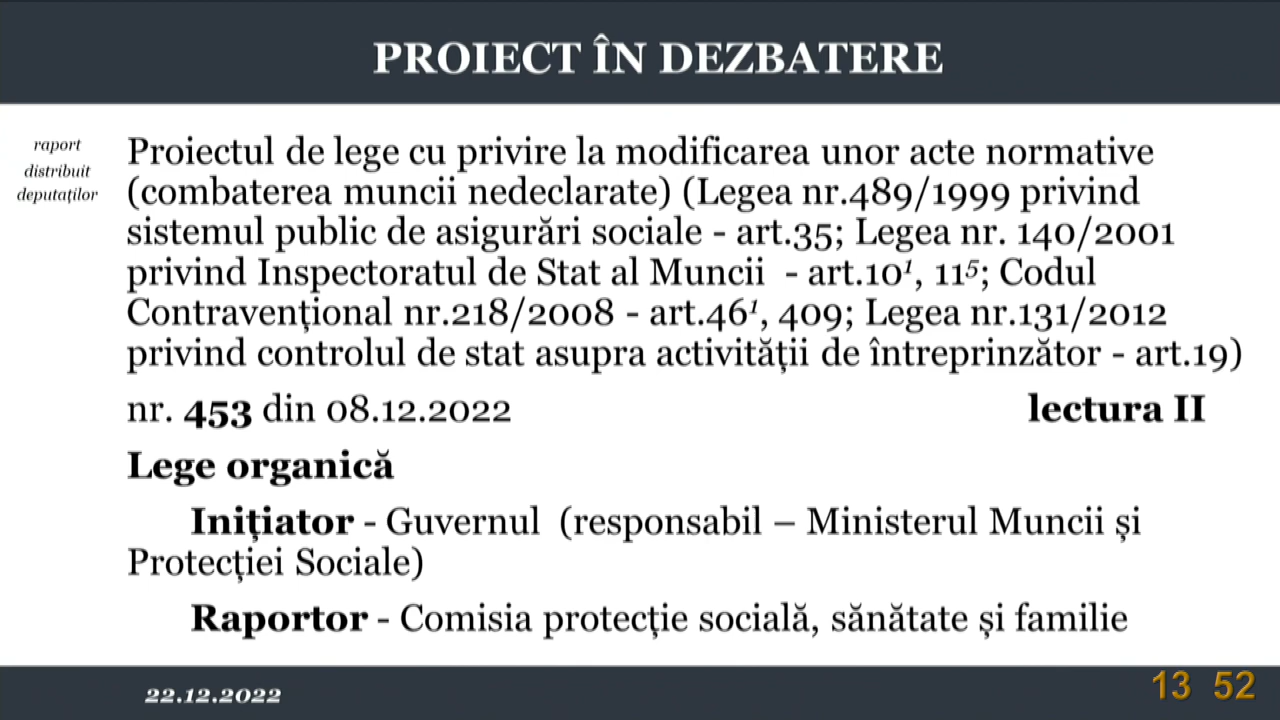 PROIECT ÎN DEZBATERE
raport
distribuit
deputaților
Proiectul de lege cu privire la modificarea unor acte normative
(combaterea muncii nedeclarate) (Legea nr.489/1999 privind
sistemul public de asigurări sociale - art.35; Legea nr. 140/2001
privind Inspectoratul de Stat al Muncii - art.10¹, 11⁵; Codul
Contravențional nr.218/2008 - art.46¹, 409; Legea nr.131/2012
privind controlul de stat asupra activității de întreprinzător - art.19)
nr. 453 din 08.12.2022 lectura II
Lege organică
Inițiator - Guvernul (responsabil – Ministerul Muncii și
Protecției Sociale)
Raportor - Comisia protecție socială, sănătate și familie
22.12.2022
13 52